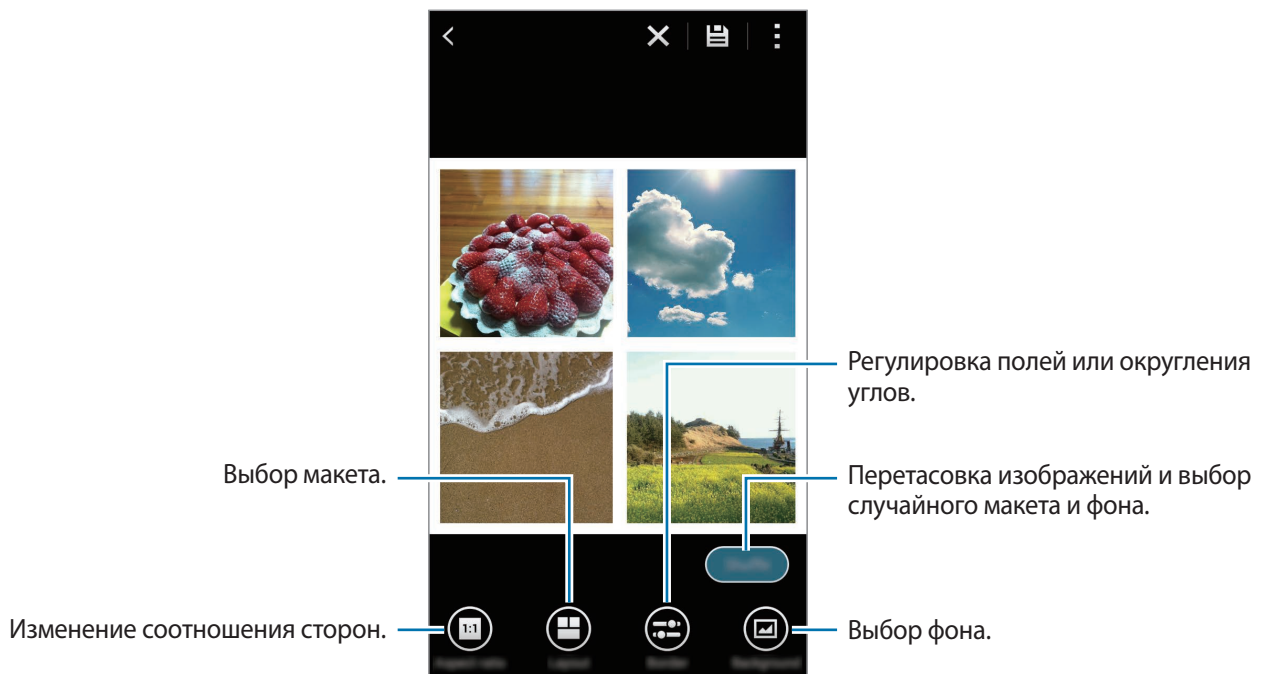 Регулировка полей или округления
углов.
Выбор макета.
Перетасовка изображений и выбор
случайного макета и фона.
1:1
Изменение соотношения сторон.
Выбор фона.